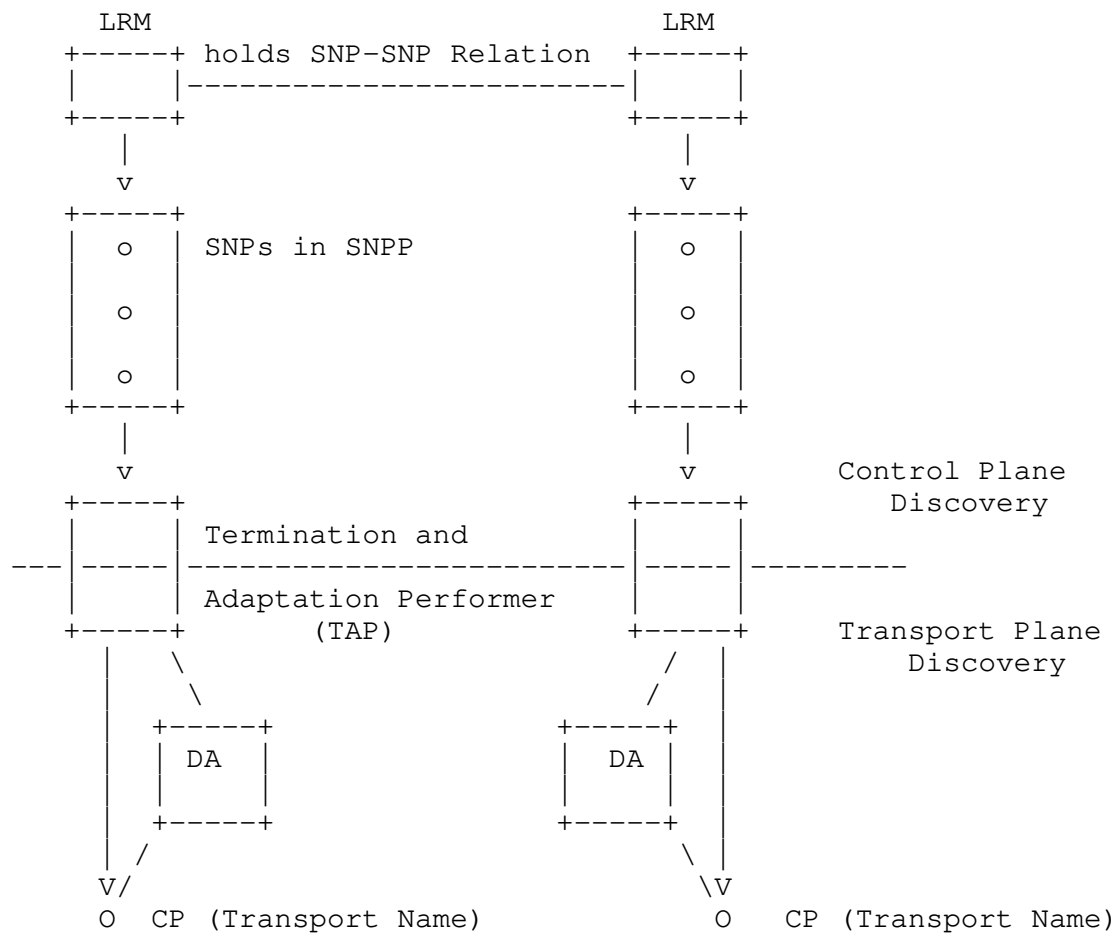 LRM LRM
holds SNP-SNP Relation
SNPs in SNPP
o o
o o
o o
Control Plane
Discovery
Termination and
Adaptation Performer
(TAP)
Transport Plane
Discovery
DA DA
O CP (Transport Name) O CP (Transport Name)